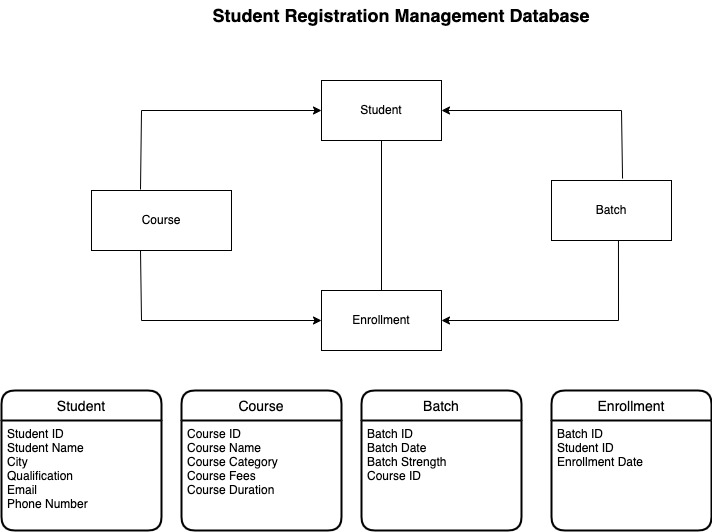 Student Registration Management Database
Student
Course
Batch
Enrollment
Student
Student ID
Student Name
City
Qualification
Email
Phone Number
Course
Course ID
Course Name
Course Category
Course Fees
Course Duration
Batch
Batch ID
Batch Date
Batch Strength
Course ID
Enrollment
Batch ID
Student ID
Enrollment Date